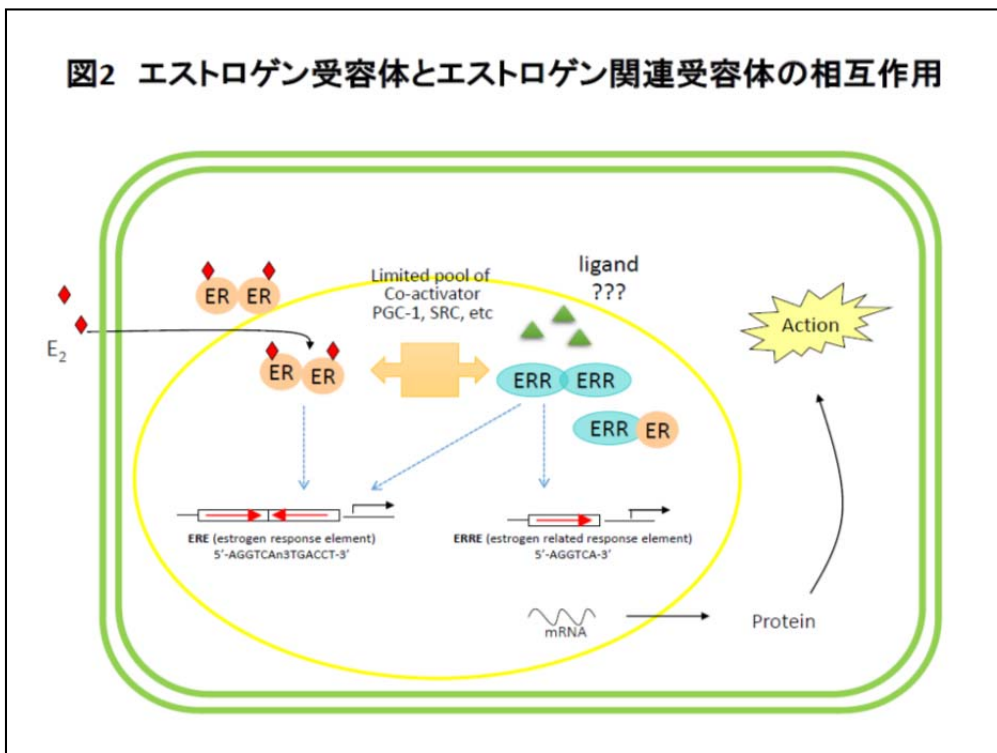 図2 エストロゲン受容体とエストロゲン関連受容体の相互作用
E2
ER ER
ER ER
Limited pool of
Co-activator
PGC-1, SRC, etc
ligand
???
ERR ERR
ERR ER
Action
ERE (estrogen response element)
5’-AGGTCAn3TGACCT-3’
ERRE (estrogen related response element)
5’-AGGTCA-3’
mRNA
Protein